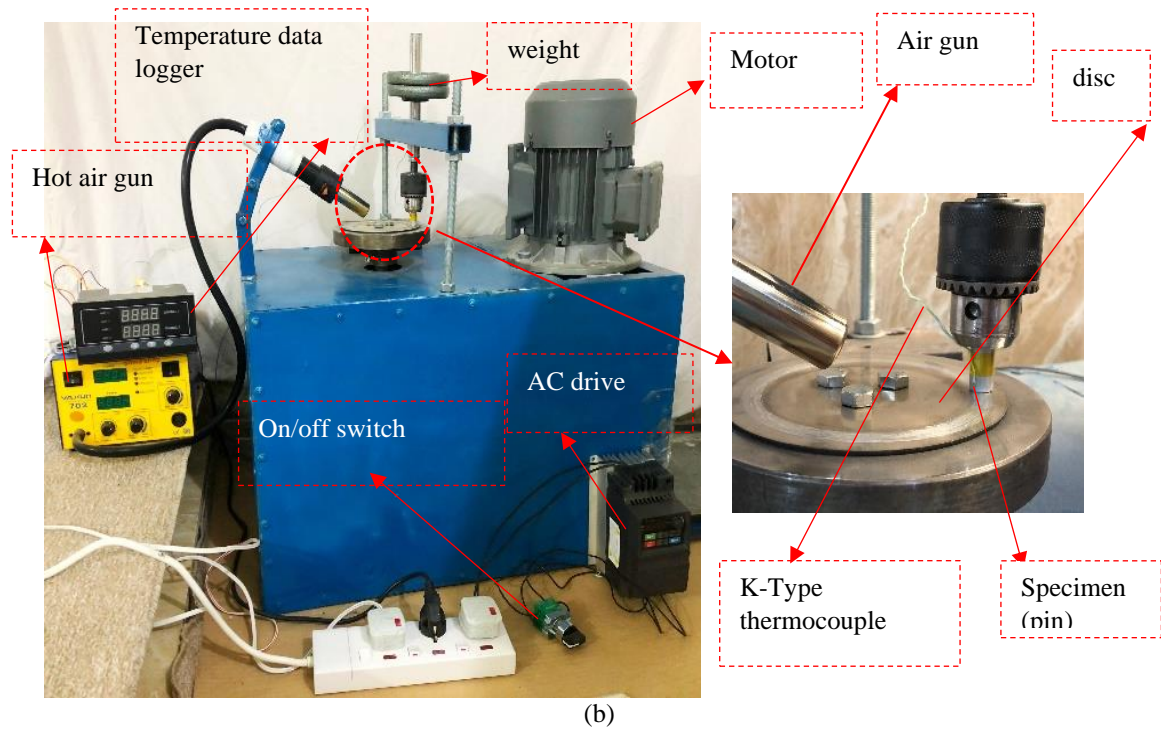 Temperature data
logger
weight
Motor
Air gun
disc
Hot air gun
AC drive
On/off switch
K-Type
thermocouple
Specimen
(pin)
(b)